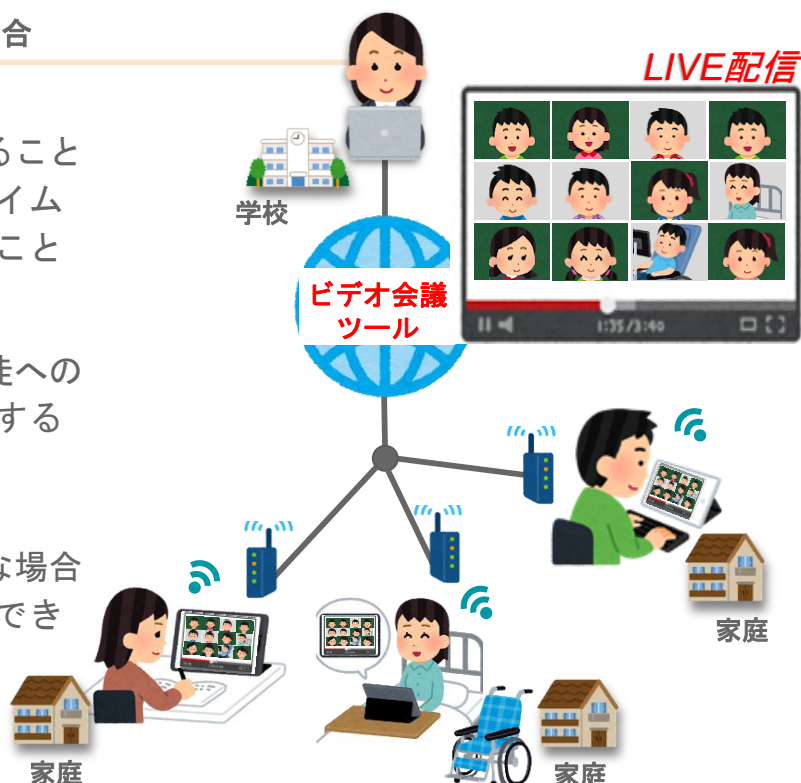 合
LIVE配信
ること
イム
こと
学校
ビデオ会議
ツール
1:35/3:40
徒への
する
な場合
でき
家庭
家庭
家庭